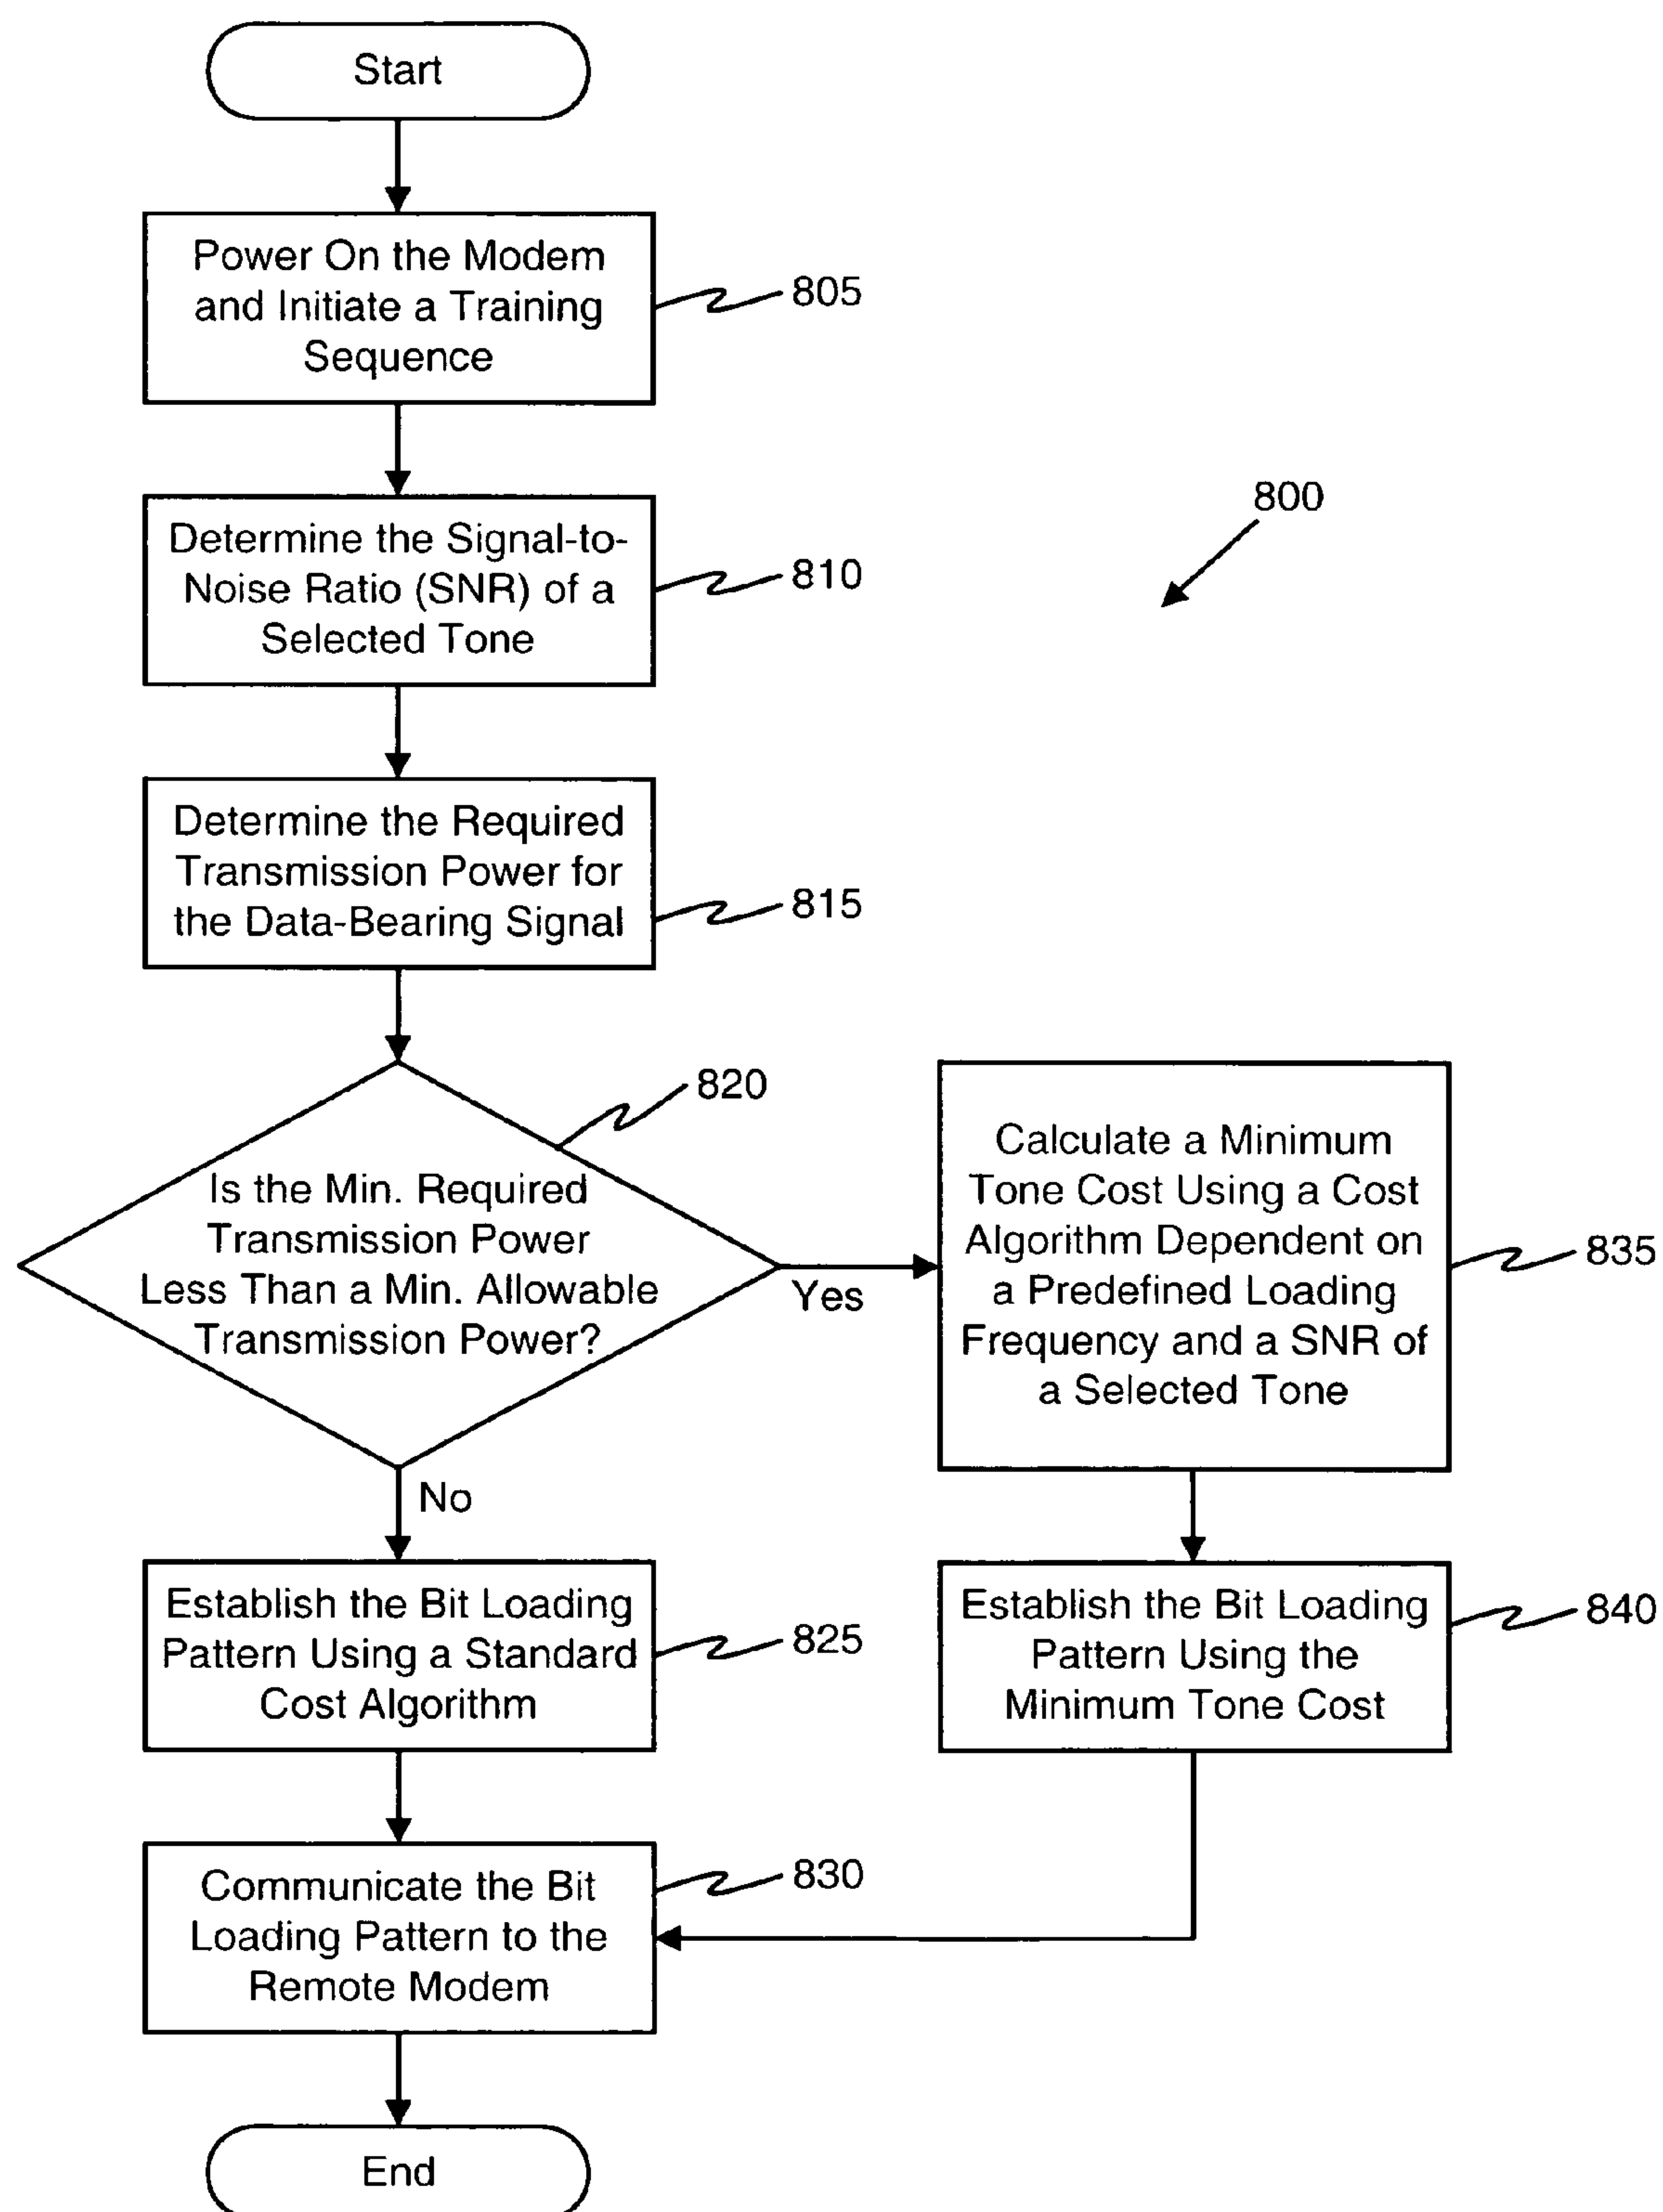 Start
Power On the Modem
and Initiate a Training
Sequence
805
Determine the Signal-to-
Noise Ratio (SNR) of a
Selected Tone
810
800
Determine the Required
Transmission Power for
the Data-Bearing Signal
815
820
Is the Min. Required
Transmission Power
Less Than a Min. Allowable
Transmission Power?
Yes
No
Calculate a Minimum
Tone Cost Using a Cost
Algorithm Dependent on
a Predefined Loading
Frequency and a SNR of
a Selected Tone
835
Establish the Bit Loading
Pattern Using a Standard
Cost Algorithm
825
Establish the Bit Loading
Pattern Using the
Minimum Tone Cost
840
Communicate the Bit
Loading Pattern to the
Remote Modem
830
End